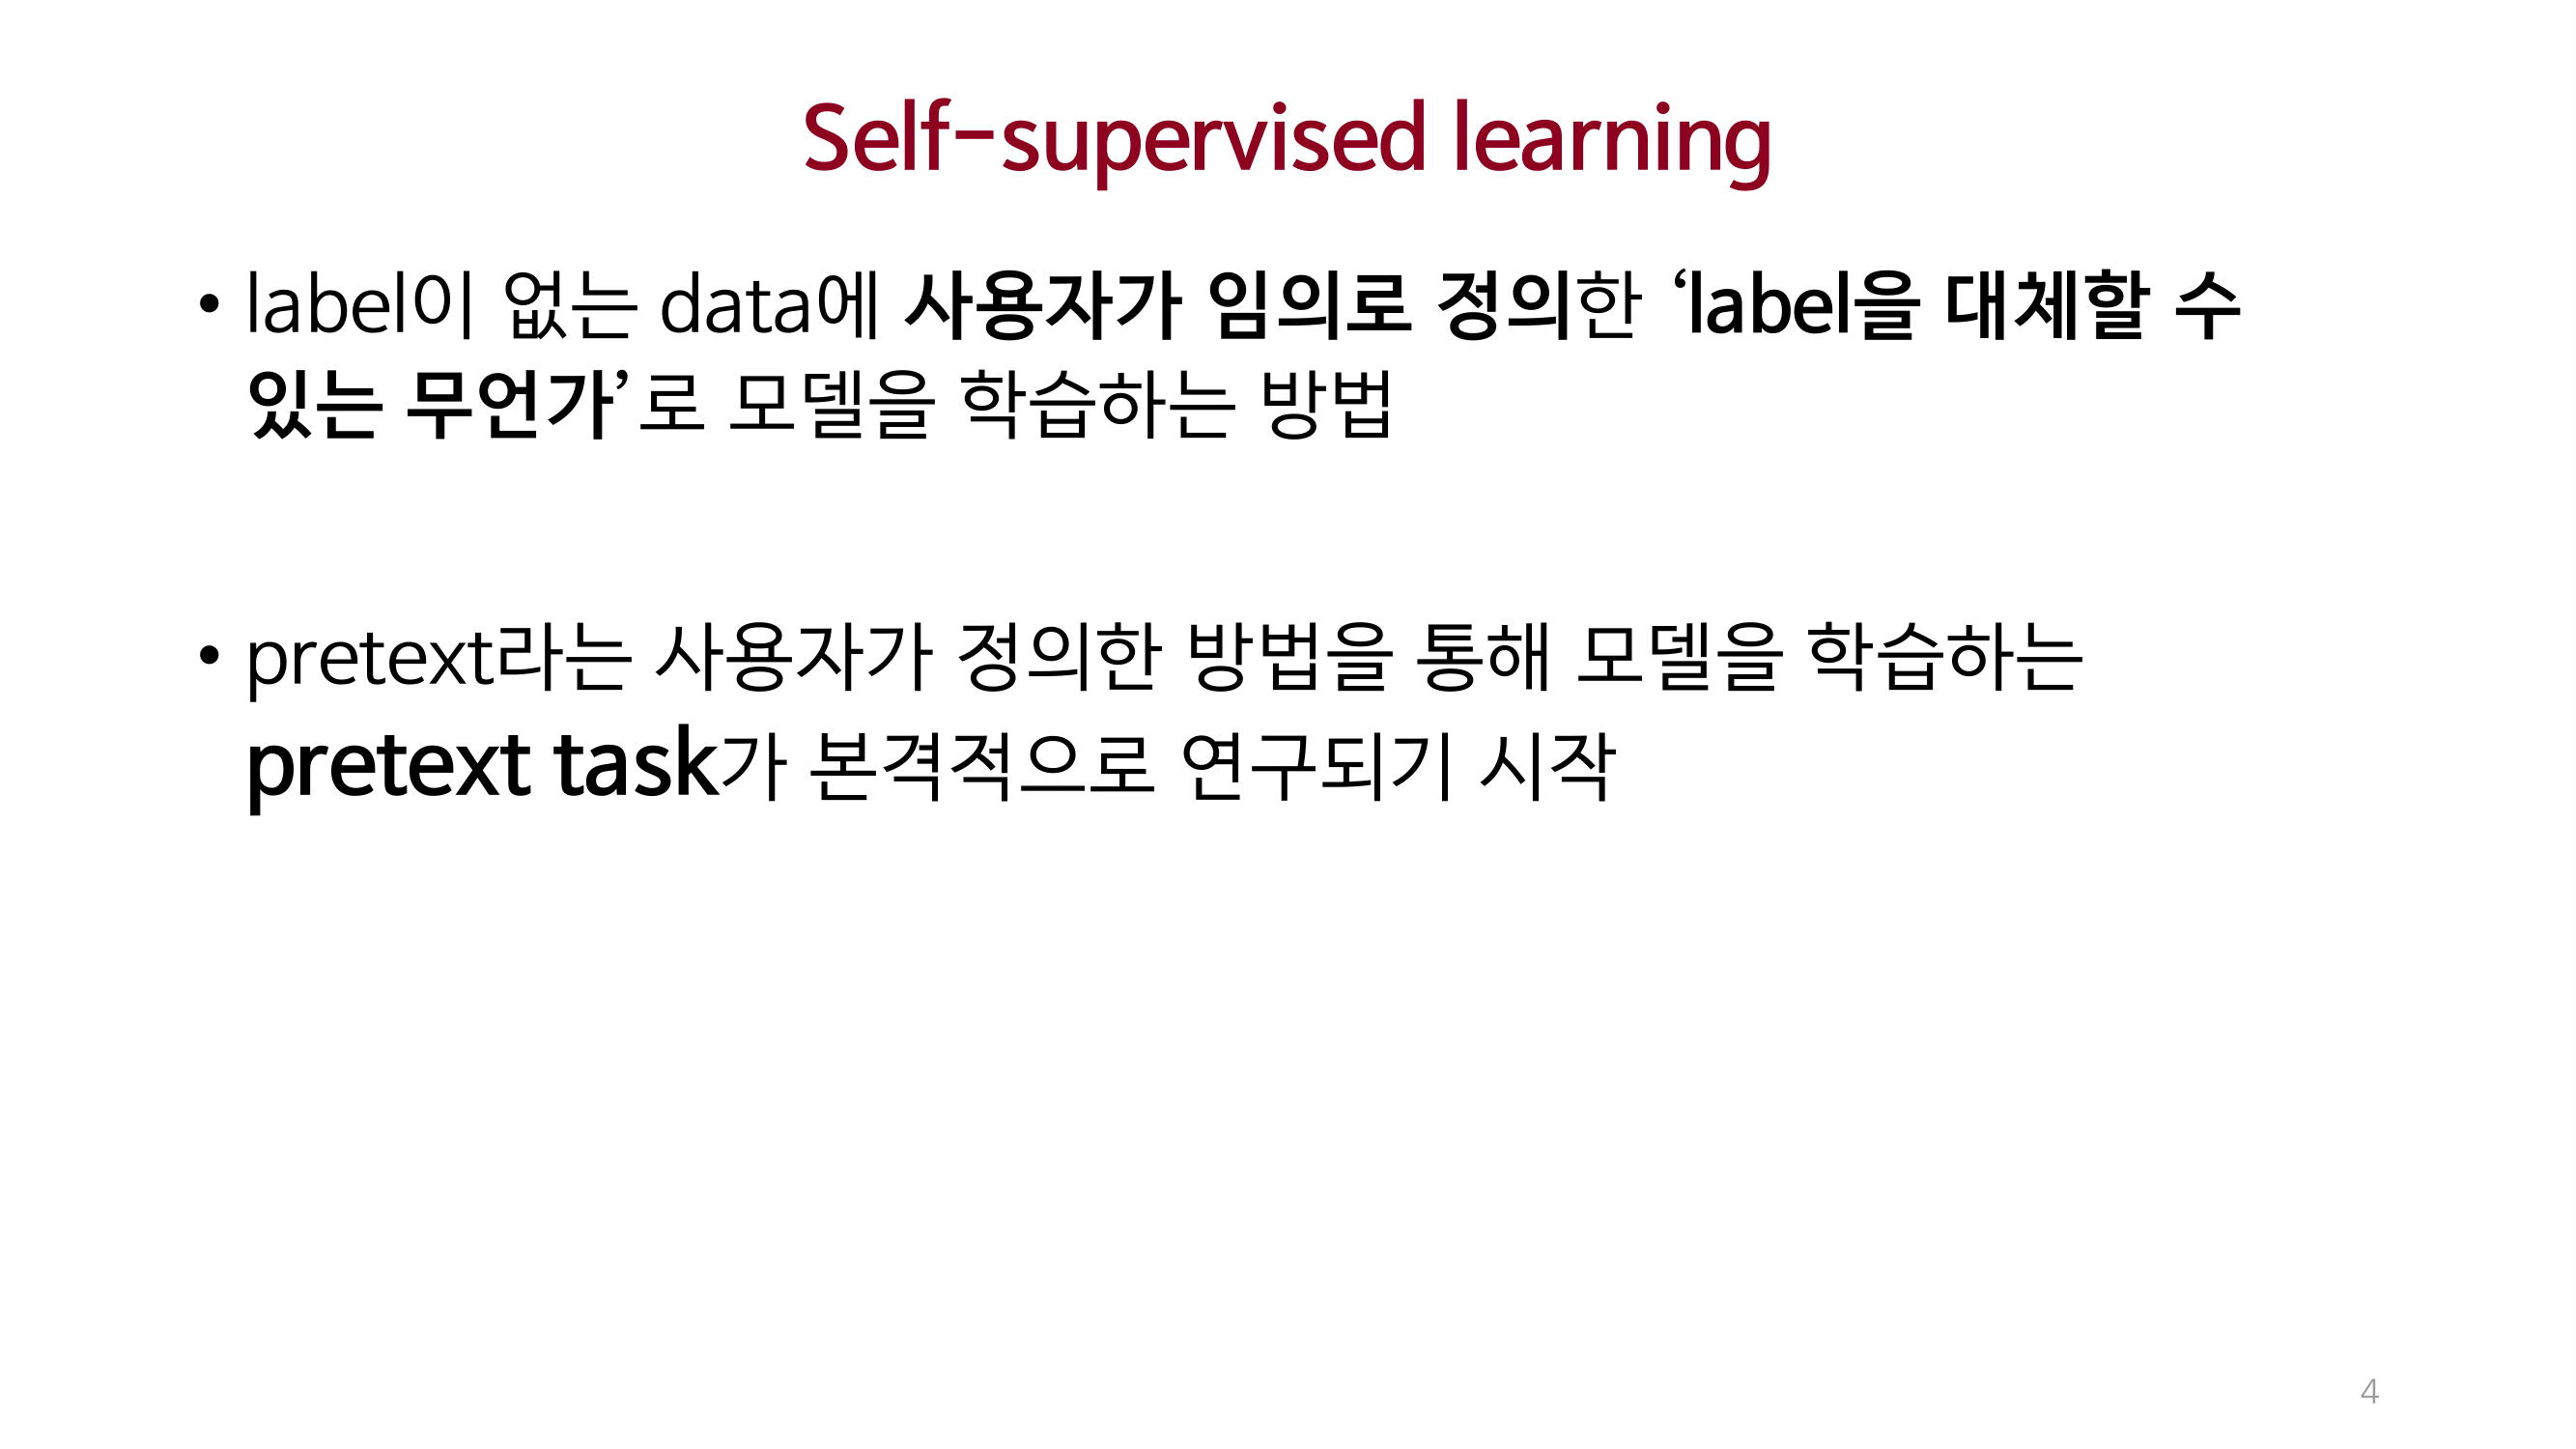 Self-supervised learning
• label이 없는 data에 사용자가 임의로 정의한 ‘label을 대체할 수
있는 무언가’로 모델을 학습하는 방법
• pretext라는 사용자가 정의한 방법을 통해 모델을 학습하는
pretext task가 본격적으로 연구되기 시작
4